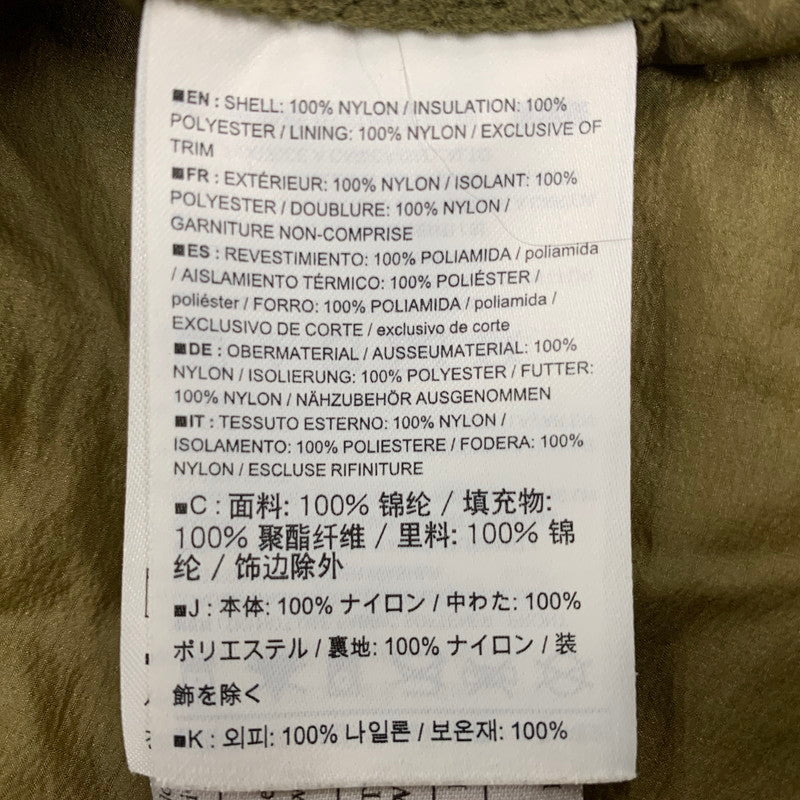 ■EN : SHELL: 100% NYLON / INSULATION: 100%
POLYESTER / LINING: 100% NYLON / EXCLUSIVE OF
TRIM
■FR : EXTÉRIEUR: 100% NYLON / ISOLANT: 100%
POLYESTER / DOUBLURE: 100% NYLON /
GARNITURE NON-COMPRISE
■ES : REVESTIMIENTO: 100% POLIAMIDA / poliamida
/ AISLAMIENTO TÉRMICO: 100% POLIÉSTER /
poliéster / FORRO: 100% POLIAMIDA / poliamida /
EXCLUSIVO DE CORTE / exclusivo de corte
■DE : OBERMATERIAL / AUSSEUMATERIAL: 100%
NYLON / ISOLIERUNG: 100% POLYESTER / FUTTER:
100% NYLON / NÄHZUBEHÖR AUSGENOMMEN
■IT : TESSUTO ESTERNO: 100% NYLON /
ISOLAMENTO: 100% POLIESTERE / FODERA: 100%
NYLON / ESCLUSE RIFINITURE
■C : 面料: 100% 锦纶 / 填充物:
100% 聚酯纤维 / 里料: 100% 锦
纶 / 饰边除外
■J : 本体: 100% ナイロン / 中わた: 100%
ポリエステル / 裏地: 100% ナイロン / 装
飾を除く
■K : 외피: 100% 나일론 / 보온재: 100%